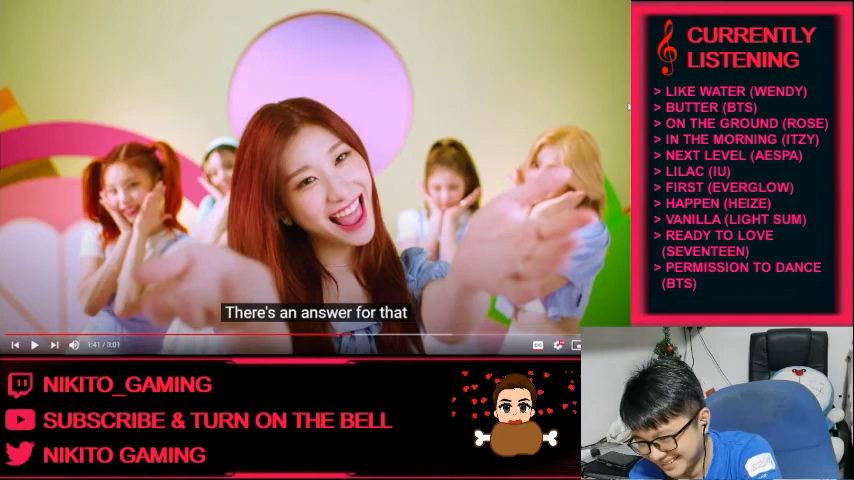 CURRENTLY
LISTENING
> LIKE WATER (WENDY)
> BUTTER (BTS)
> ON THE GROUND (ROSE)
> IN THE MORNING (ITZY)
> NEXT LEVEL (AESPA)
> LILAC (IU)
> FIRST (EVERGLOW)
> HAPPEN (HEIZE)
> VANILLA (LIGHT SUM)
> READY TO LOVE
(SEVENTEEN)
> PERMISSION TO DANCE
(BTS)
There's an answer for that
1:41 / 3:01
CC
HD
NIKITO_GAMING
SUBSCRIBE & TURN ON THE BELL
NIKITO GAMING